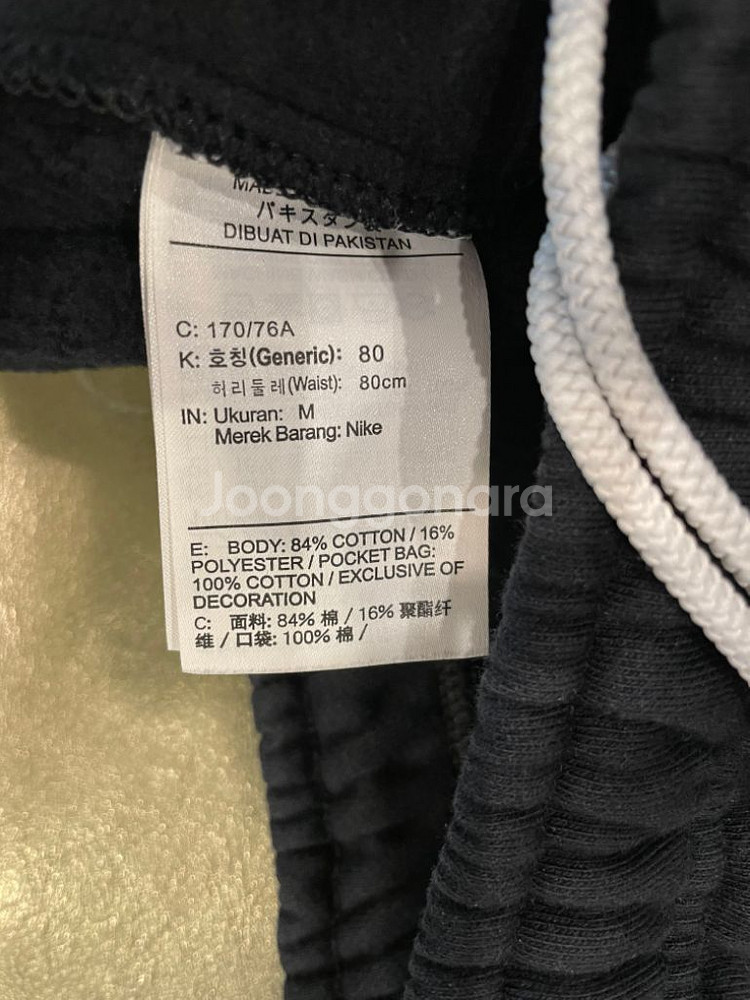 パキスタン製
DIBUAT DI PAKISTAN
C: 170/76A
K: 호칭(Generic): 80
허리둘레(Waist): 80cm
IN: Ukuran: M
Merek Barang: Nike
Joonggonara
E: BODY: 84% COTTON / 16%
POLYESTER / POCKET BAG:
100% COTTON / EXCLUSIVE OF
DECORATION
C: 面料: 84% 棉 / 16% 聚酯纤
维 / 口袋: 100% 棉 /